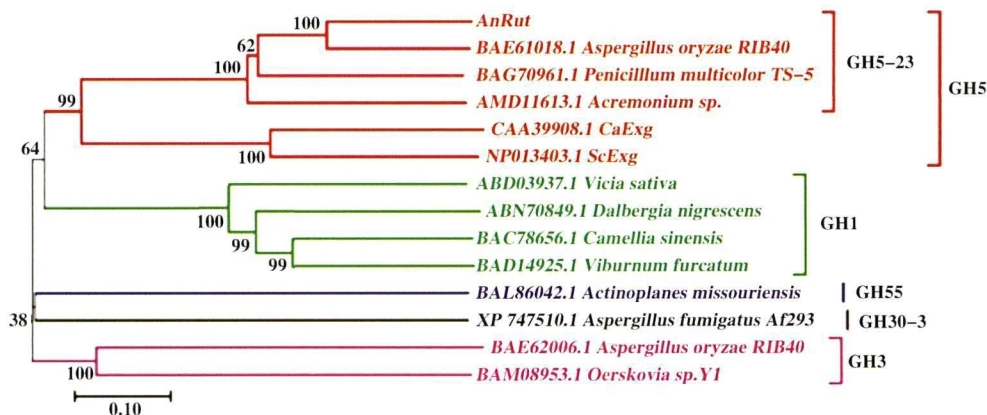 100
AnRut
62
BAE61018.1 Aspergillus oryzae RIB40
GH5-23
100
BAG70961.1 Penicilllum multicolor TS-5
GH5
99
AMD11613.1 Acremonium sp.
CAA39908.1 CaExg
64
100
NP013403.1 ScExg
ABD03937.1 Vicia sativa
100
ABN70849.1 Dalbergia nigrescens
GH1
99
BAC78656.1 Camellia sinensis
99
BAD14925.1 Viburnum furcatum
BAL86042.1 Actinoplanes missouriensis
GH55
38
XP 747510.1 Aspergillus fumigatus Af293
GH30-3
BAE62006.1 Aspergillus oryzae RIB40
GH3
100
BAM08953.1 Oerskovia sp.Y1
0.10